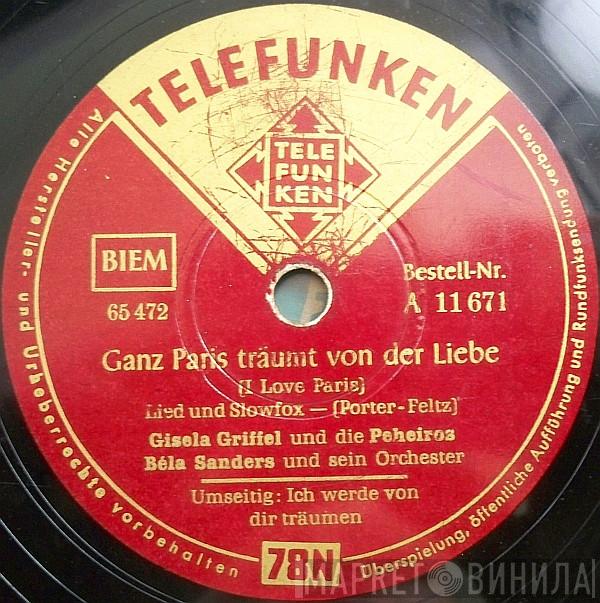 TELEFUNKEN
TELE
FUN
KEN
BIEM
65 472
Bestell-Nr.
A 11 671
Ganz Paris träumt von der Liebe
(I Love Paris)
Lied und Slowfox — (Porter-Feltz)
Gisela Griffel und die Peheiros
Béla Sanders und sein Orchester
Umseitig: Ich werde von
dir träumen
78N
Alle Hersteller- und Urheberrechte vorbehalten
Überspielung, öffentliche Aufführung und Rundfunksendung verboten
МАРКЕТОВИНИЛА!